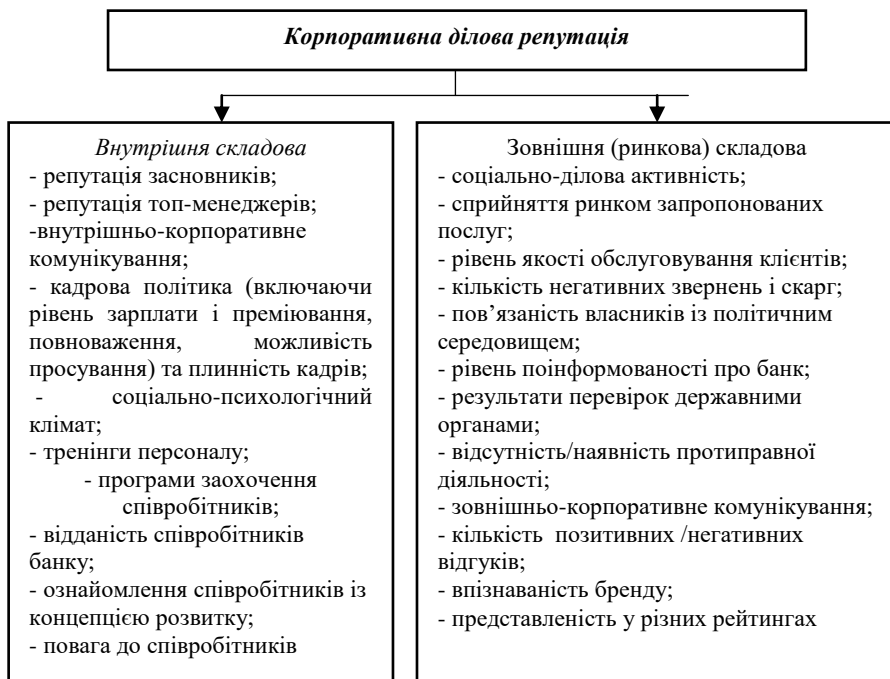 Корпоративна ділова репутація
Внутрішня складова
- репутація засновників;
- репутація топ-менеджерів;
-внутрішньо-корпоративне
комунікування;
- кадрова політика (включаючи
рівень зарплати і преміювання,
повноваження, можливість
просування) та плинність кадрів;
- соціально-психологічний
клімат;
- тренінги персоналу;
- програми заохочення
співробітників;
- відданість співробітників
банку;
- ознайомлення співробітників із
концепцією розвитку;
- повага до співробітників
Зовнішня (ринкова) складова
- соціально-ділова активність;
- сприйняття ринком запропонованих
послуг;
- рівень якості обслуговування клієнтів;
- кількість негативних звернень і скарг;
- пов’язаність власників із політичним
середовищем;
- рівень поінформованості про банк;
- результати перевірок державними
органами;
- відсутність/наявність протиправної
діяльності;
- зовнішньо-корпоративне комунікування;
- кількість позитивних /негативних
відгуків;
- впізнаваність бренду;
- представленість у різних рейтингах